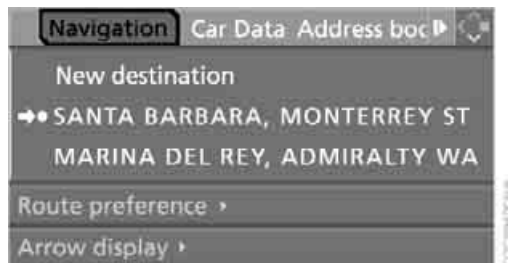 Navigation Car Data Address boo
New destination
SANTA BARBARA, MONTERREY ST
MARINA DEL REY, ADMIRALTY WA
Route preference
Arrow display